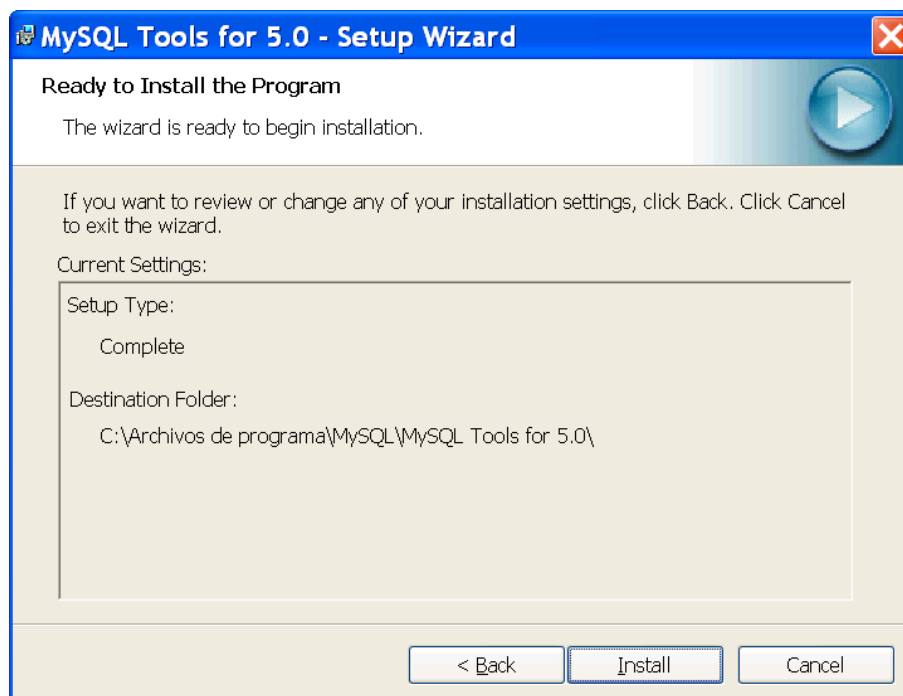 MySQL Tools for 5.0 - Setup Wizard
Ready to Install the Program
The wizard is ready to begin installation.
If you want to review or change any of your installation settings, click Back. Click Cancel
to exit the wizard.
Current Settings:
Setup Type:
Complete
Destination Folder:
C:\Archivos de programa\MySQL\MySQL Tools for 5.0\
< Back
Install
Cancel